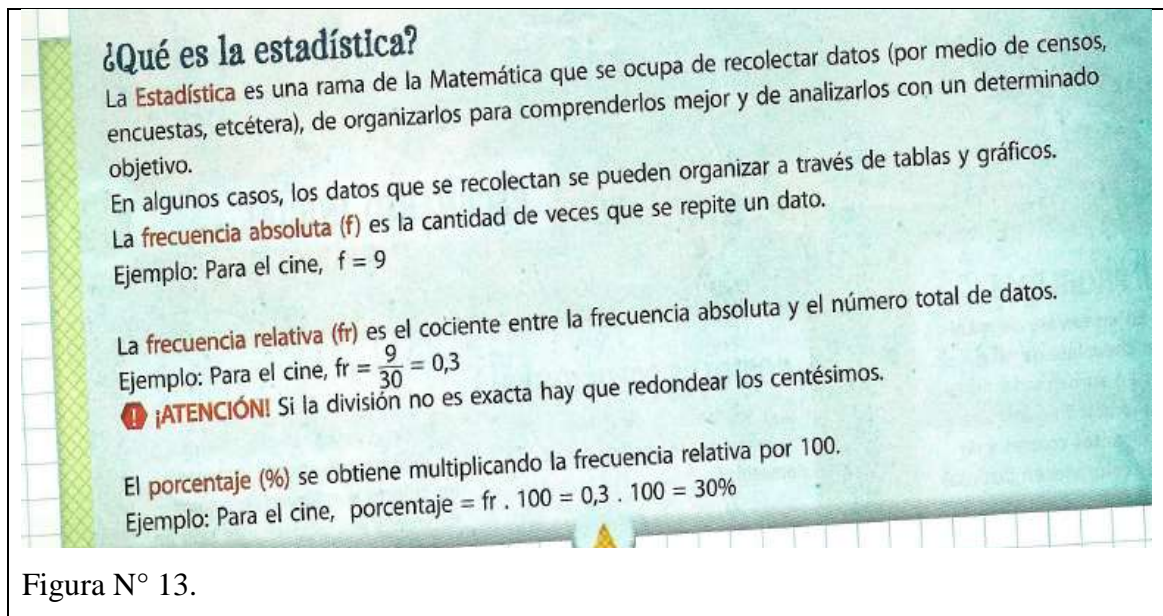 ¿Qué es la estadística?
La Estadística es una rama de la Matemática que se ocupa de recolectar datos (por medio de censos,
encuestas, etcétera), de organizarlos para comprenderlos mejor y de analizarlos con un determinado
objetivo.
En algunos casos, los datos que se recolectan se pueden organizar a través de tablas y gráficos.
La frecuencia absoluta (f) es la cantidad de veces que se repite un dato.
Ejemplo: Para el cine, f = 9
La frecuencia relativa (fr) es el cociente entre la frecuencia absoluta y el número total de datos.
Ejemplo: Para el cine, fr = 9/30 = 0,3
! ¡ATENCIÓN! Si la división no es exacta hay que redondear los centésimos.
El porcentaje (%) se obtiene multiplicando la frecuencia relativa por 100.
Ejemplo: Para el cine, porcentaje = fr . 100 = 0,3 . 100 = 30%
Figura N° 13.